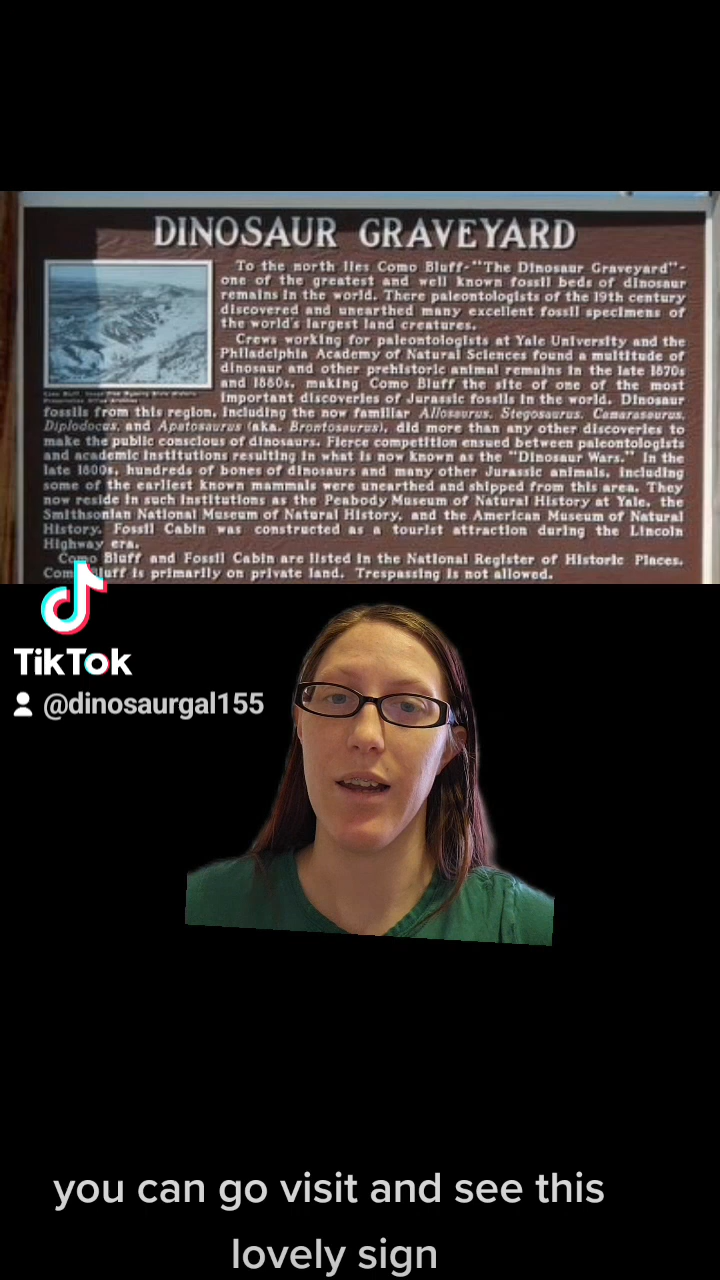 DINOSAUR GRAVEYARD
To the north lies Como Bluff-"The Dinosaur Graveyard"-
one of the greatest and well known fossil beds of dinosaur
remains in the world. There paleontologists of the 19th century
discovered and unearthed many excellent fossil specimens of
the world's largest land creatures.
Crews working for paleontologists at Yale University and the
Philadelphia Academy of Natural Sciences found a multitude of
dinosaur and other prehistoric animal remains in the late 1870s
and 1880s, making Como Bluff the site of one of the most
important discoveries of Jurassic fossils in the world. Dinosaur
fossils from this region, including the now familiar Allosaurus, Stegosaurus, Camarasaurus,
Diplodocus, and Apatosaurus (aka. Brontosaurus), did more than any other discoveries to
make the public conscious of dinosaurs. Fierce competition ensued between paleontologists
and academic institutions resulting in what is now known as the "Dinosaur Wars." In the
late 1800s, hundreds of bones of dinosaurs and many other Jurassic animals, including
some of the earliest known mammals were unearthed and shipped from this area. They
now reside in such institutions as the Peabody Museum of Natural History at Yale, the
Smithsonian National Museum of Natural History, and the American Museum of Natural
History. Fossil Cabin was constructed as a tourist attraction during the Lincoln
Highway era.
Como Bluff and Fossil Cabin are listed in the National Register of Historic Places.
Como Bluff is primarily on private land. Trespassing is not allowed.
TikTok
@dinosaurgal155
you can go visit and see this
lovely sign